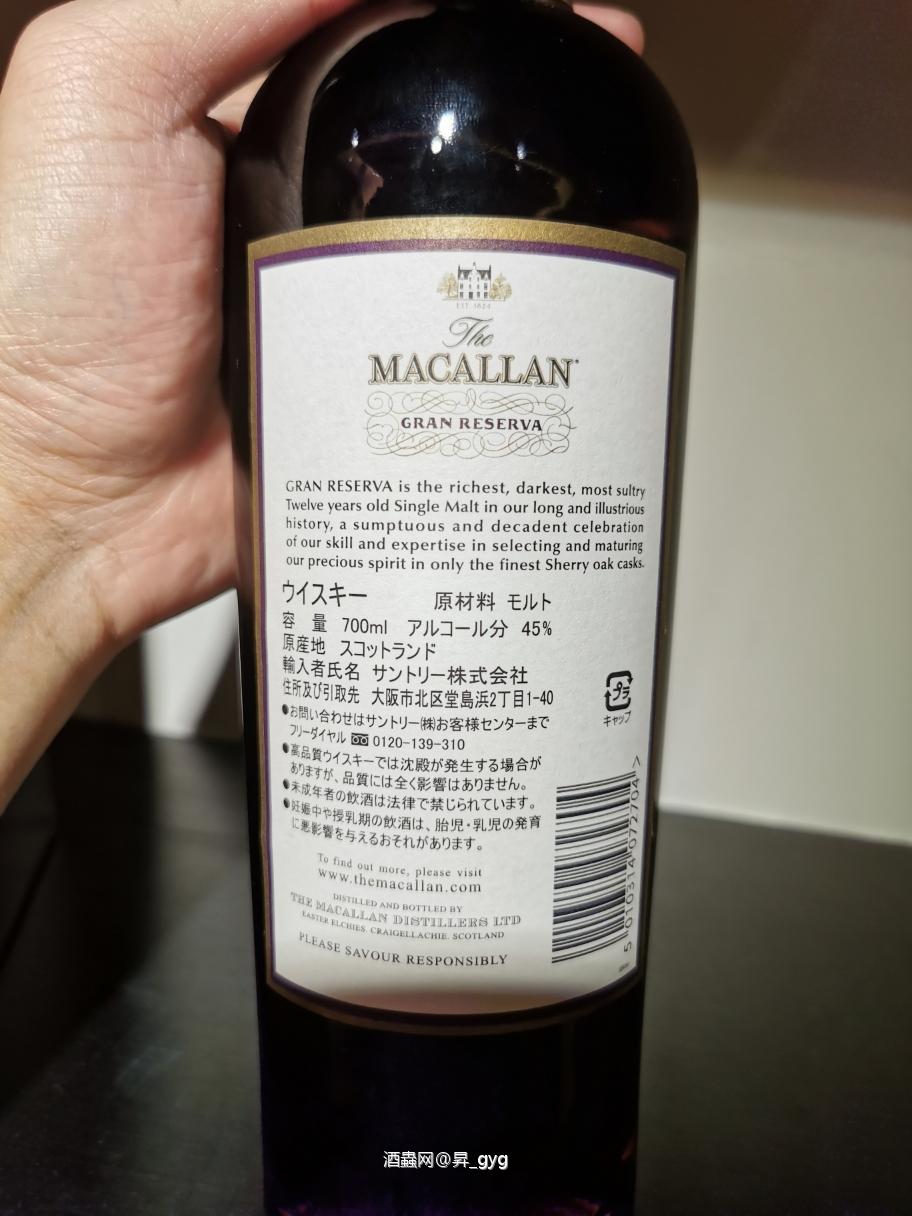 EST. 1824
The
MACALLAN
GRAN RESERVA
GRAN RESERVA is the richest, darkest, most sultry
Twelve years old Single Malt in our long and illustrious
history, a sumptuous and decadent celebration
of our skill and expertise in selecting and maturing
our precious spirit in only the finest Sherry oak casks.
ウイスキー 原材料 モルト
容 量 700ml アルコール分 45%
原産地 スコットランド
輸入者氏名 サントリー株式会社
住所及び引取先 大阪市北区堂島浜2丁目1-40
●お問い合わせはサントリー㈱お客様センターまで
フリーダイヤル 0120-139-310
●高品質ウイスキーでは沈殿が発生する場合が
ありますが、品質には全く影響はありません。
●未成年者の飲酒は法律で禁じられています。
●妊娠中や授乳期の飲酒は、胎児・乳児の発育
に悪影響を与えるおそれがあります。
プラ
キャップ
To find out more, please visit
www.themacallan.com
DISTILLED AND BOTTLED BY
THE MACALLAN DISTILLERS LTD
EASTER ELCHIES, CRAIGELLACHIE, SCOTLAND
PLEASE SAVOUR RESPONSIBLY
5 010314 072704 >
酒蟲网@昇_gyg